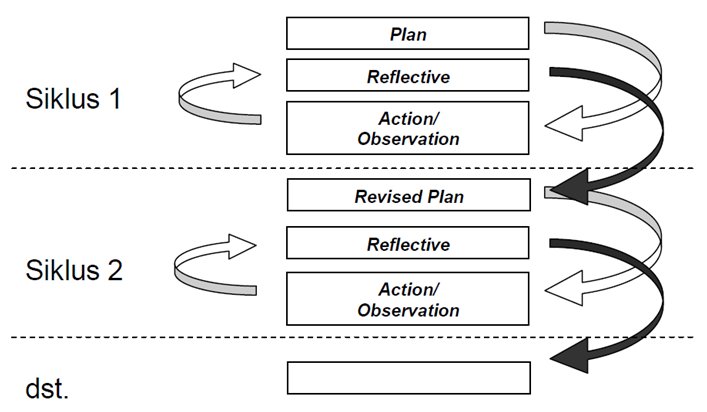 Plan
Siklus 1
Reflective
Action/
Observation
Revised Plan
Siklus 2
Reflective
Action/
Observation
dst.